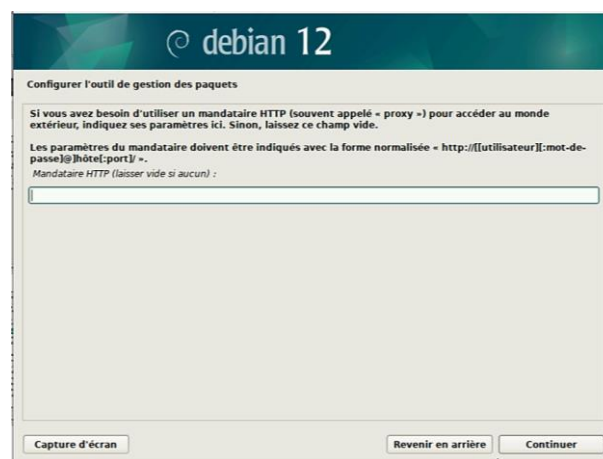 debian 12
Configurer l'outil de gestion des paquets
Si vous avez besoin d'utiliser un mandataire HTTP (souvent appelé « proxy ») pour accéder au monde
extérieur, indiquez ses paramètres ici. Sinon, laissez ce champ vide.
Les paramètres du mandataire doivent être indiqués avec la forme normalisée « http://[[utilisateur][:mot-de-
passe]@]hôte[:port]/ ».
Mandataire HTTP (laisser vide si aucun) :
Capture d'écran Revenir en arrière Continuer